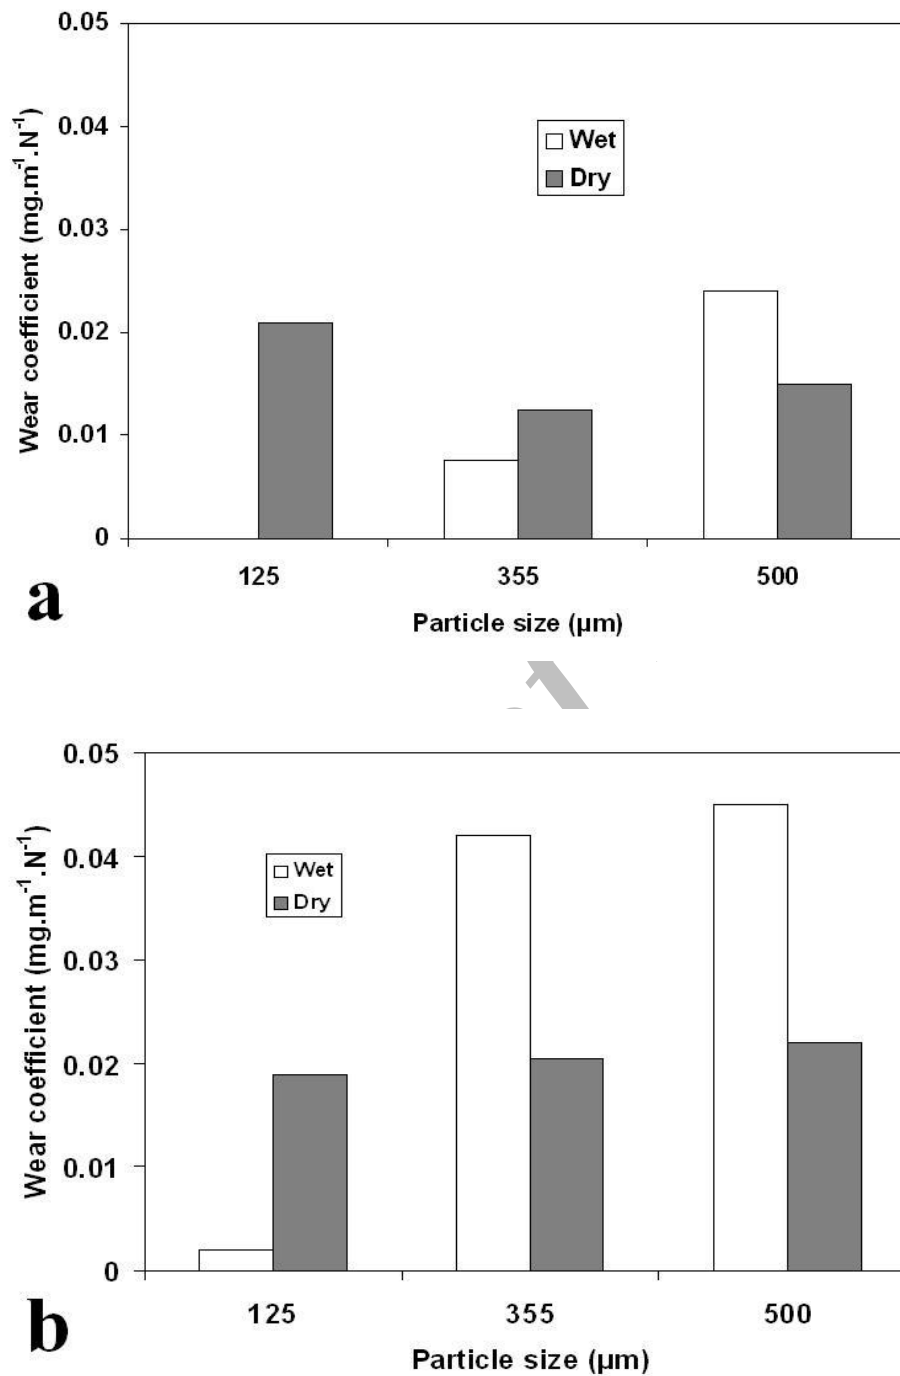 0.05
0.04
0.03
0.02
0.01
0
Wear coefficient (mg.m⁻¹.N⁻¹)
Wet
Dry
125 355 500
Particle size (µm)
a
0.05
0.04
0.03
0.02
0.01
0
Wear coefficient (mg.m⁻¹.N⁻¹)
Wet
Dry
125 355 500
Particle size (µm)
b